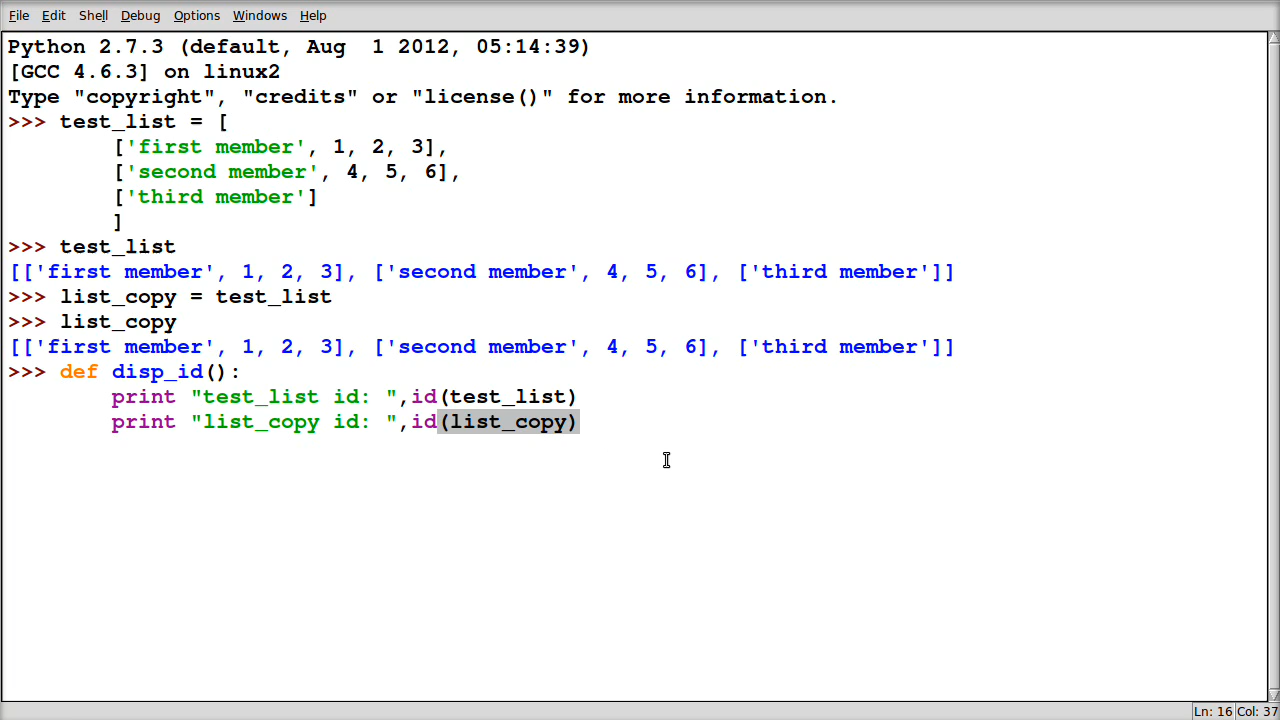 File Edit Shell Debug Options Windows Help
Python 2.7.3 (default, Aug  1 2012, 05:14:39)
[GCC 4.6.3] on linux2
Type "copyright", "credits" or "license()" for more information.
>>> test_list = [
        ['first member', 1, 2, 3],
        ['second member', 4, 5, 6],
        ['third member']
        ]
>>> test_list
[['first member', 1, 2, 3], ['second member', 4, 5, 6], ['third member']]
>>> list_copy = test_list
>>> list_copy
[['first member', 1, 2, 3], ['second member', 4, 5, 6], ['third member']]
>>> def disp_id():
        print "test_list id: ",id(test_list)
        print "list_copy id: ",id(list_copy)
Ln: 16 Col: 37